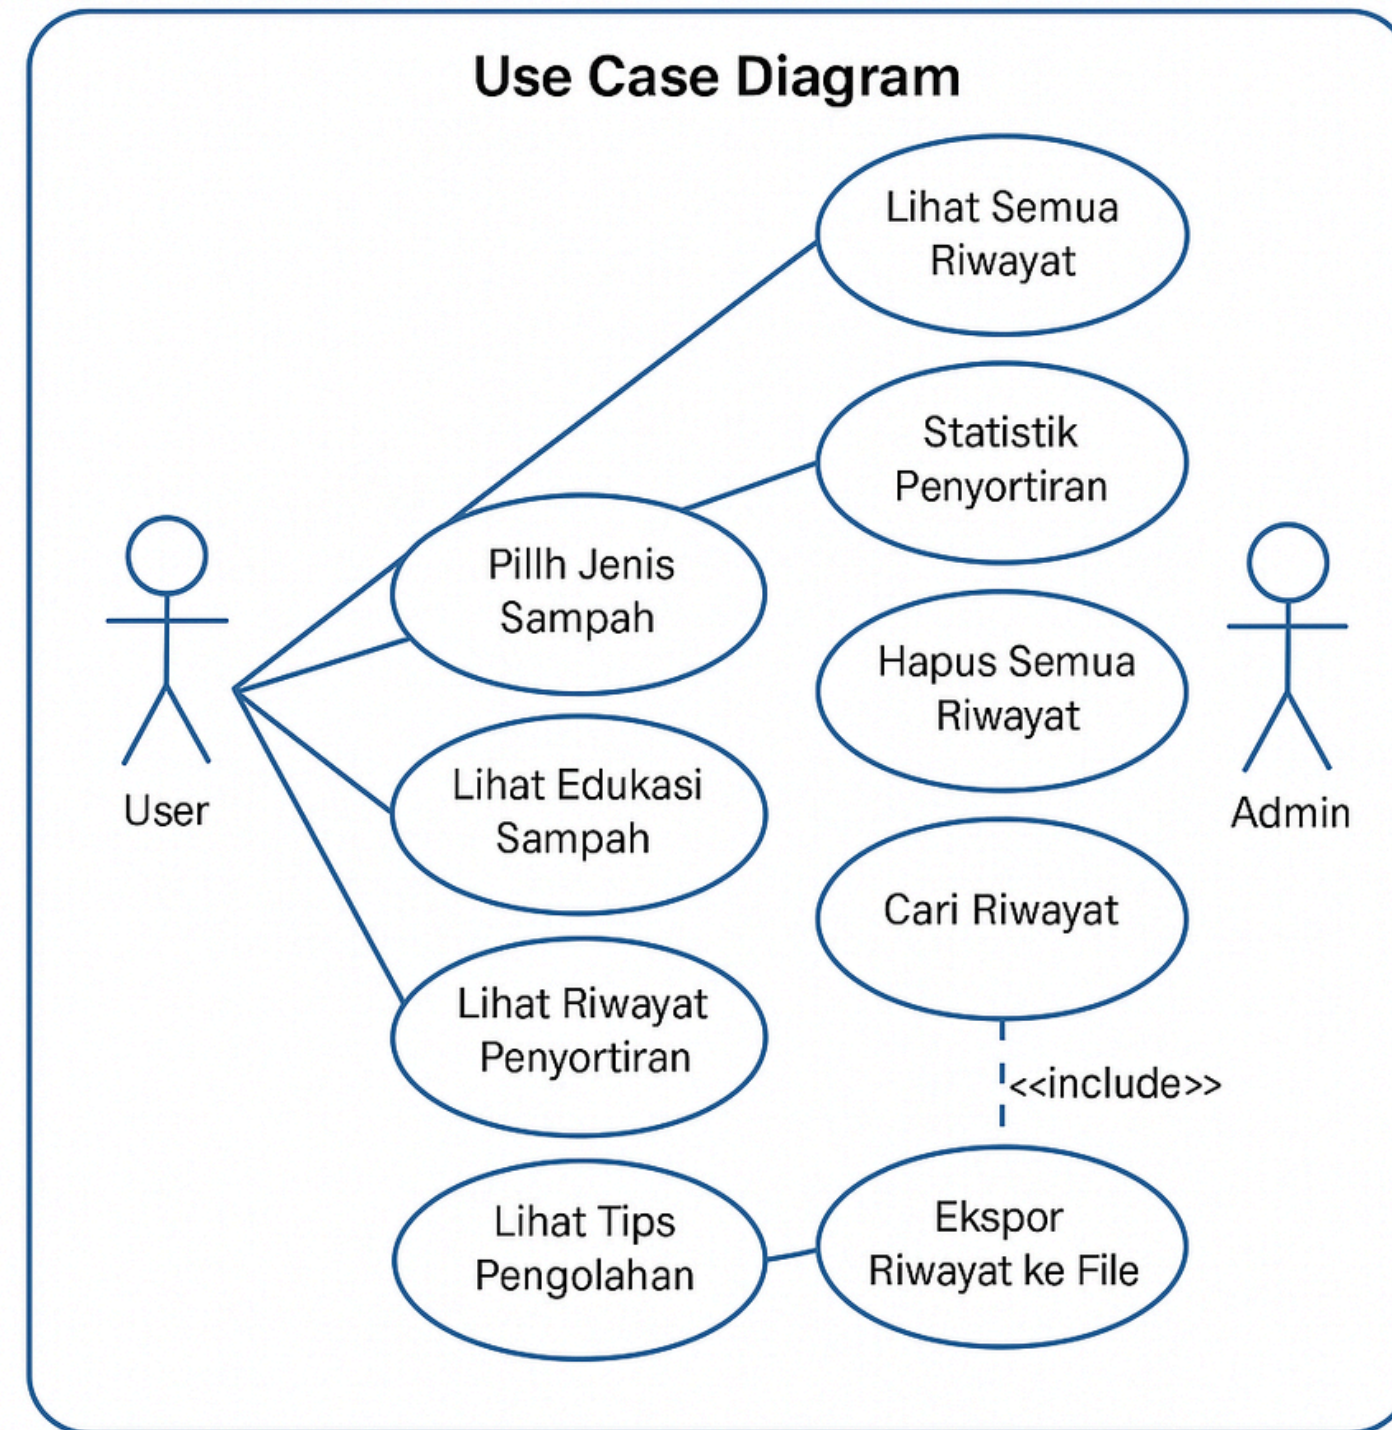 Use Case Diagram
Lihat Semua
Riwayat
Statistik
Penyortiran
Pillh Jenis
Sampah
Hapus Semua
Riwayat
User
Lihat Edukasi
Sampah
Admin
Cari Riwayat
Lihat Riwayat
Penyortiran
<<include>>
Lihat Tips
Pengolahan
Ekspor
Riwayat ke File